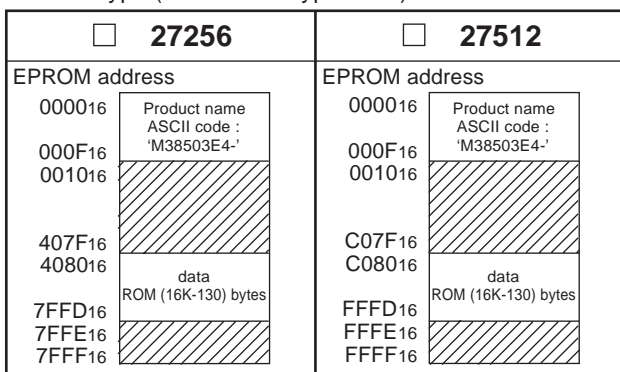 27256
EPROM address
000016
Product name
ASCII code :
‘M38503E4-’
000F16
001016
407F16
408016
data
ROM (16K-130) bytes
7FFD16
7FFE16
7FFF16
27512
EPROM address
000016
Product name
ASCII code :
‘M38503E4-’
000F16
001016
C07F16
C08016
data
ROM (16K-130) bytes
FFFD16
FFFE16
FFFF16